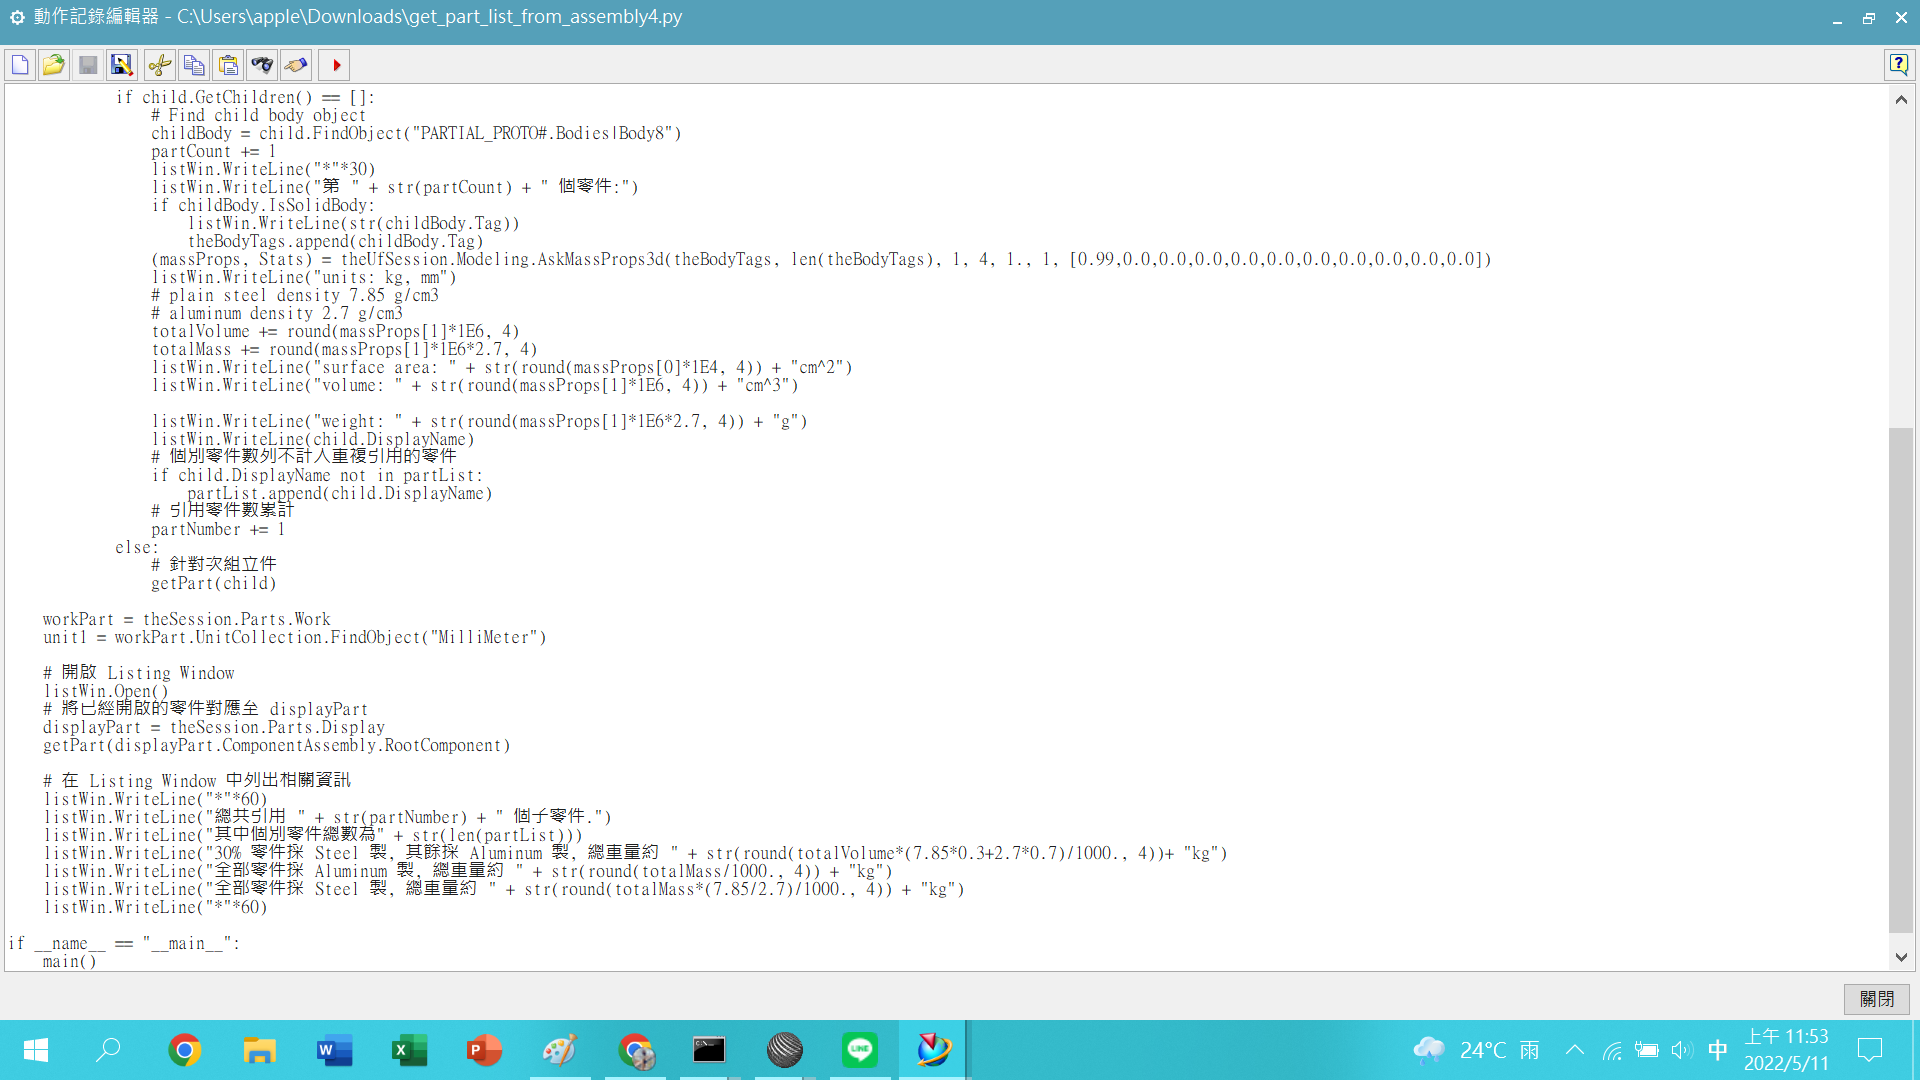 動作記錄編輯器 - C:\Users\apple\Downloads\get_part_list_from_assembly4.py
if child.GetChildren() == []:
# Find child body object
childBody = child.FindObject("PARTIAL_PROTO#.Bodies|Body8")
partCount += 1
listWin.WriteLine("*"*30)
listWin.WriteLine("第 " + str(partCount) + " 個零件:")
if childBody.IsSolidBody:
listWin.WriteLine(str(childBody.Tag))
theBodyTags.append(childBody.Tag)
(massProps, Stats) = theUfSession.Modeling.AskMassProps3d(theBodyTags, len(theBodyTags), 1, 4, 1., 1, [0.99,0.0,0.0,0.0,0.0,0.0,0.0,0.0,0.0,0.0,0.0])
listWin.WriteLine("units: kg, mm")
# plain steel density 7.85 g/cm3
# aluminum density 2.7 g/cm3
totalVolume += round(massProps[1]*1E6, 4)
totalMass += round(massProps[1]*1E6*2.7, 4)
listWin.WriteLine("surface area: " + str(round(massProps[0]*1E4, 4)) + "cm^2")
listWin.WriteLine("volume: " + str(round(massProps[1]*1E6, 4)) + "cm^3")
listWin.WriteLine("weight: " + str(round(massProps[1]*1E6*2.7, 4)) + "g")
listWin.WriteLine(child.DisplayName)
# 個別零件數列不計入重複引用的零件
if child.DisplayName not in partList:
partList.append(child.DisplayName)
# 引用零件數累計
partNumber += 1
else:
# 針對次組立件
getPart(child)
workPart = theSession.Parts.Work
unit1 = workPart.UnitCollection.FindObject("MilliMeter")
# 開啟 Listing Window
listWin.Open()
# 將已經開啟的零件對應至 displayPart
displayPart = theSession.Parts.Display
getPart(displayPart.ComponentAssembly.RootComponent)
# 在 Listing Window 中列出相關資訊
listWin.WriteLine("*"*60)
listWin.WriteLine("總共引用 " + str(partNumber) + " 個子零件.")
listWin.WriteLine("其中個別零件總數為" + str(len(partList)))
listWin.WriteLine("30% 零件採 Steel 製, 其餘採 Aluminum 製, 總重量約 " + str(round(totalVolume*(7.85*0.3+2.7*0.7)/1000., 4))+ "kg")
listWin.WriteLine("全部零件採 Aluminum 製, 總重量約 " + str(round(totalMass/1000., 4)) + "kg")
listWin.WriteLine("全部零件採 Steel 製, 總重量約 " + str(round(totalMass*(7.85/2.7)/1000., 4)) + "kg")
listWin.WriteLine("*"*60)
if __name__ == "__main__":
main()
關閉
24°C 雨
中
上午 11:53
2022/5/11